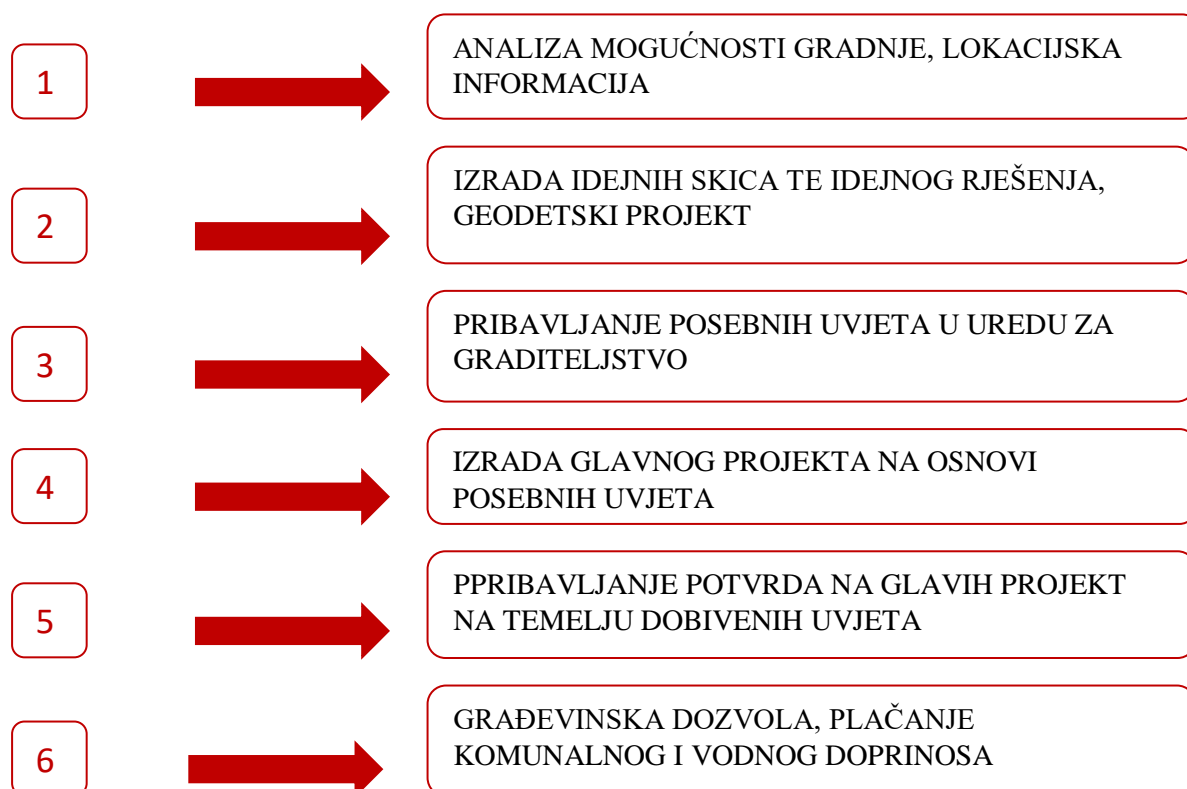 1
ANALIZA MOGUĆNOSTI GRADNJE, LOKACIJSKA
INFORMACIJA
2
IZRADA IDEJNIH SKICA TE IDEJNOG RJEŠENJA,
GEODETSKI PROJEKT
3
PRIBAVLJANJE POSEBNIH UVJETA U UREDU ZA
GRADITELJSTVO
4
IZRADA GLAVNOG PROJEKTA NA OSNOVI
POSEBNIH UVJETA
5
PPRIBAVLJANJE POTVRDA NA GLAVIH PROJEKT
NA TEMELJU DOBIVENIH UVJETA
6
GRAĐEVINSKA DOZVOLA, PLAČANJE
KOMUNALNOG I VODNOG DOPRINOSA